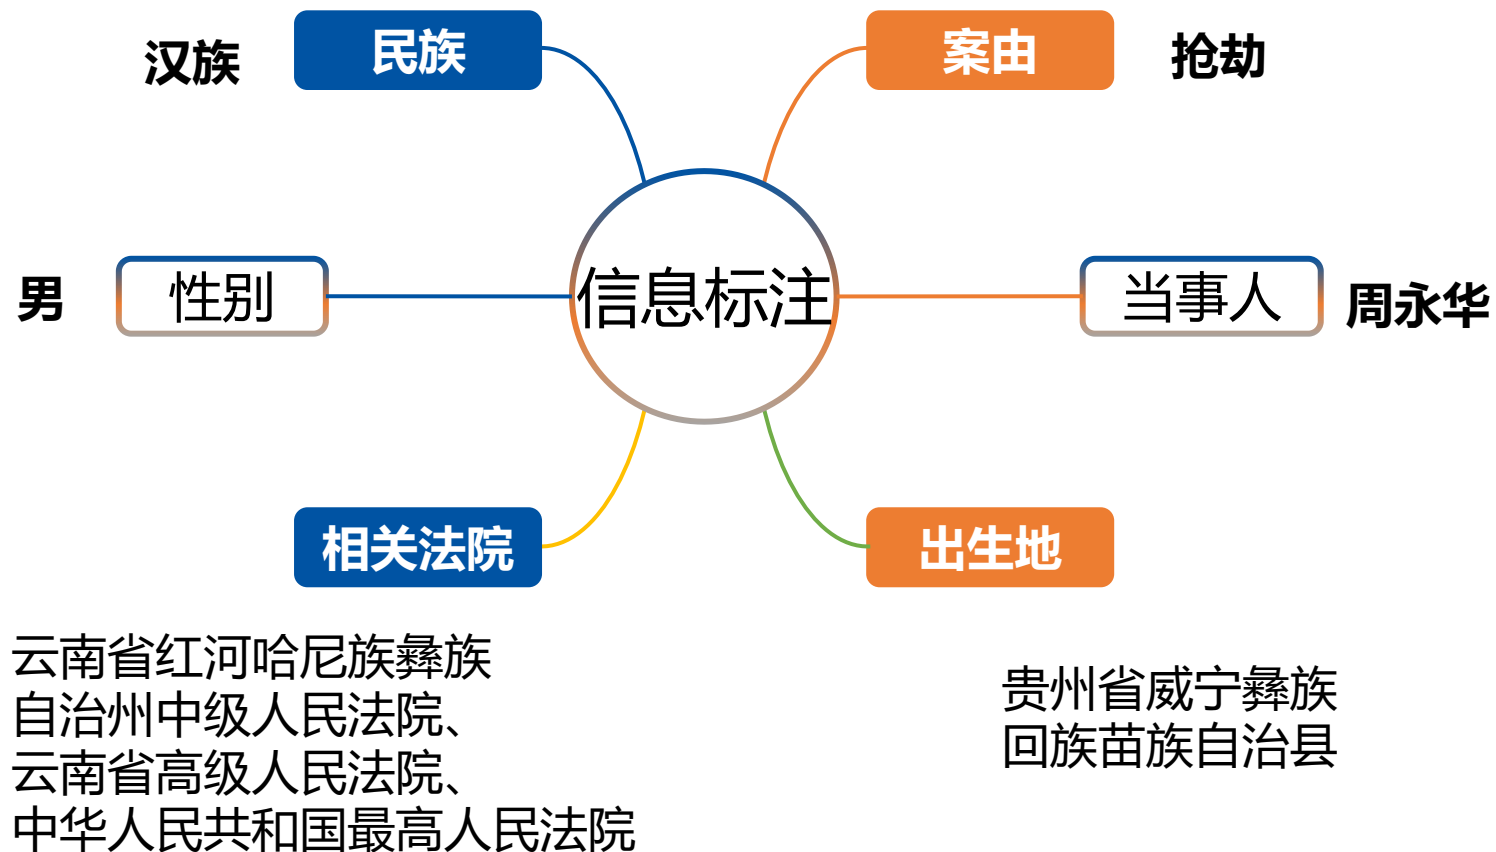 汉族
民族
案由
抢劫
男
性别
信息标注
当事人
周永华
相关法院
出生地
云南省红河哈尼族彝族
自治州中级人民法院、
云南省高级人民法院、
中华人民共和国最高人民法院
贵州省威宁彝族
回族苗族自治县